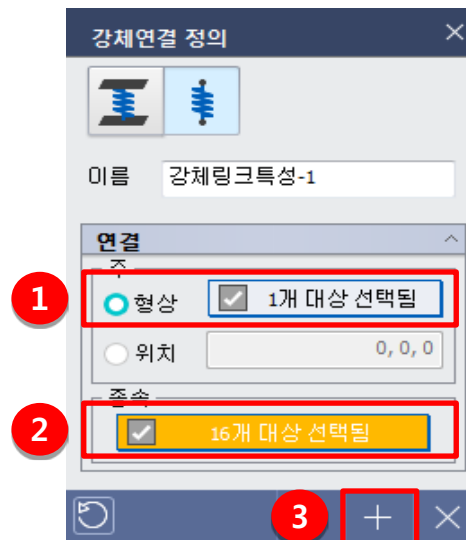 강체연결 정의
이름 강체링크특성-1
연결
주
1
형상 1개 대상 선택됨
위치 0, 0, 0
종속
2
16개 대상 선택됨
3